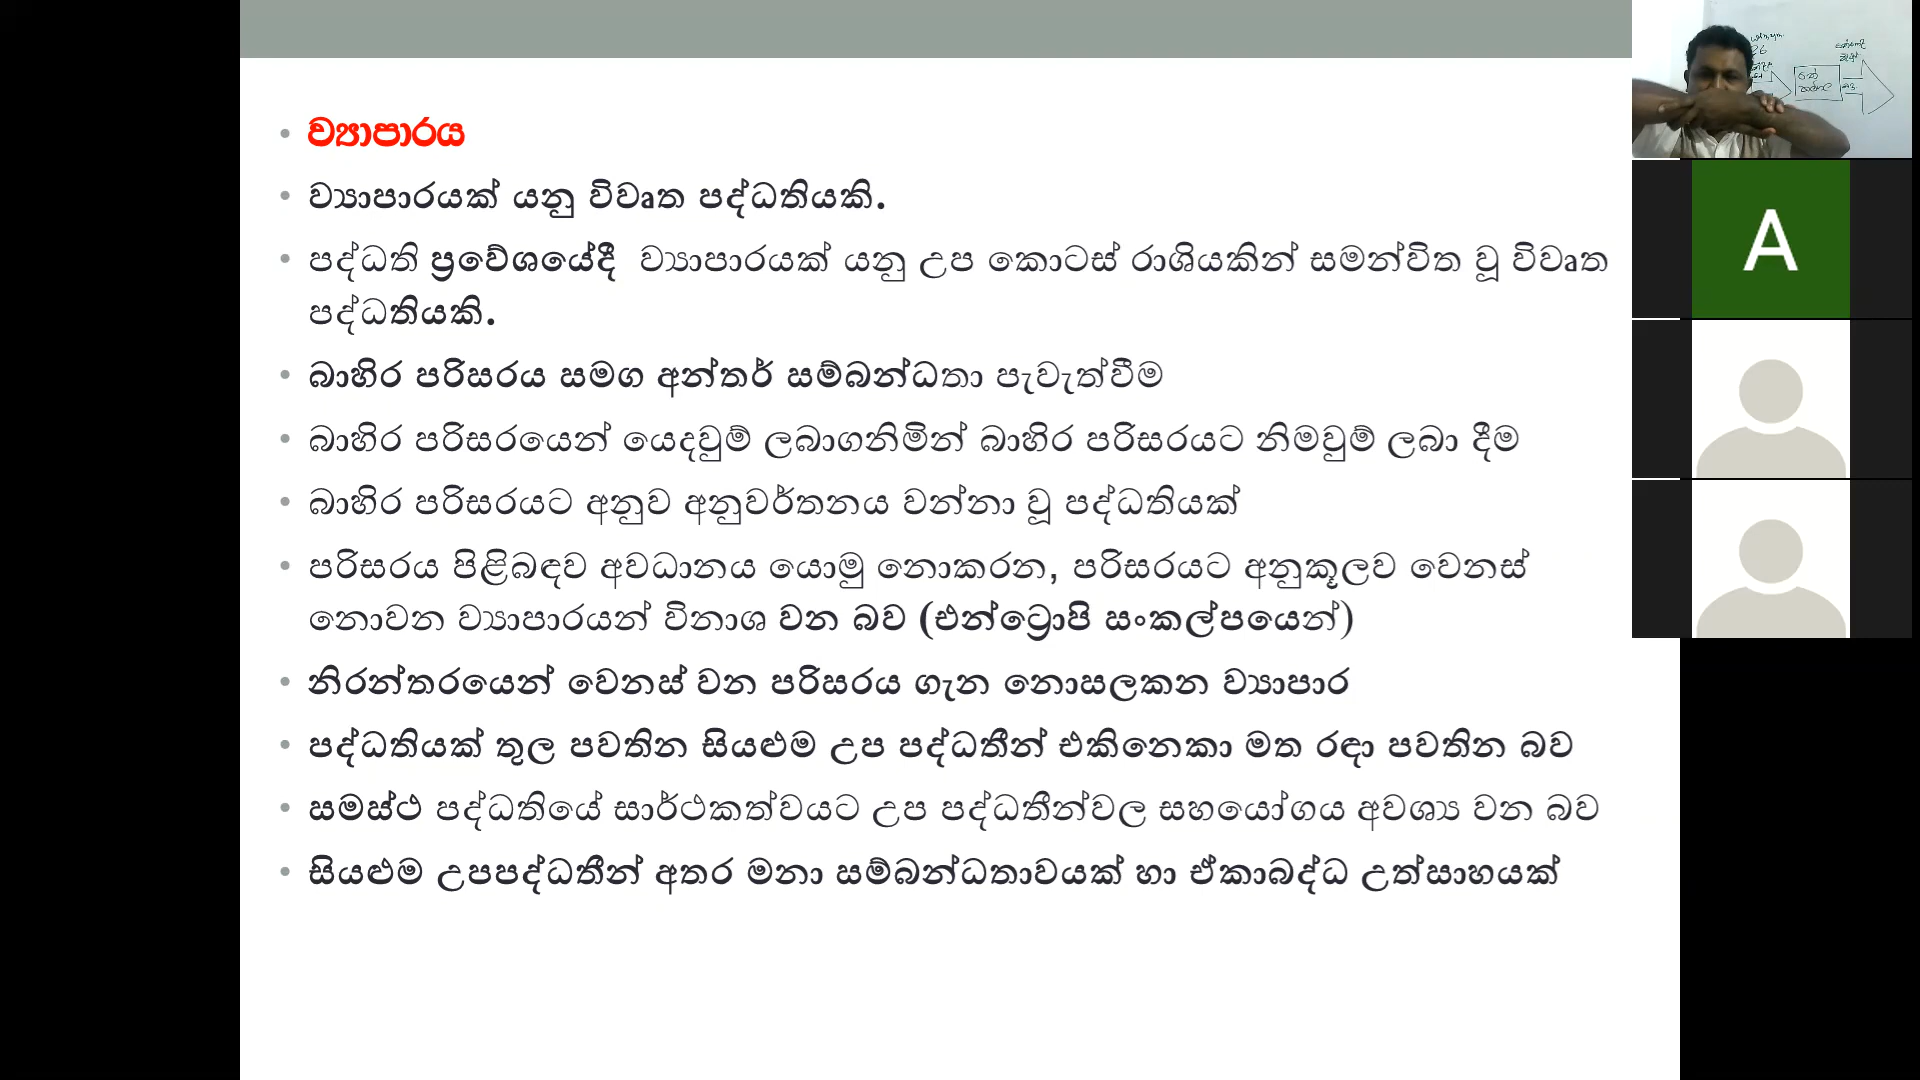 ව්‍යාපාරය
ව්‍යාපාරයක් යනු විවෘත පද්ධතියකි.
පද්ධති ප්‍රවේශයේදී ව්‍යාපාරයක් යනු උප කොටස් රාශියකින් සමන්විත වූ විවෘත
පද්ධතියකි.
බාහිර පරිසරය සමග අන්තර් සම්බන්ධතා පැවැත්වීම
බාහිර පරිසරයෙන් යෙදවුම් ලබාගනිමින් බාහිර පරිසරයට නිමවුම් ලබා දීම
බාහිර පරිසරයට අනුව අනුවර්තනය වන්නා වූ පද්ධතියක්
පරිසරය පිළිබඳව අවධානය යොමු නොකරන, පරිසරයට අනුකූලව වෙනස්
නොවන ව්‍යාපාරයන් විනාශ වන බව (එන්ට්‍රොපි සංකල්පයෙන්)
නිරන්තරයෙන් වෙනස් වන පරිසරය ගැන නොසලකන ව්‍යාපාර
පද්ධතියක් තුල පවතින සියළුම උප පද්ධතීන් එකිනෙකා මත රඳා පවතින බව
සමස්ථ පද්ධතියේ සාර්ථකත්වයට උප පද්ධතීන්වල සහයෝගය අවශ්‍ය වන බව
සියළුම උපපද්ධතීන් අතර මනා සම්බන්ධතාවයක් හා ඒකාබද්ධ උත්සාහයක්
A